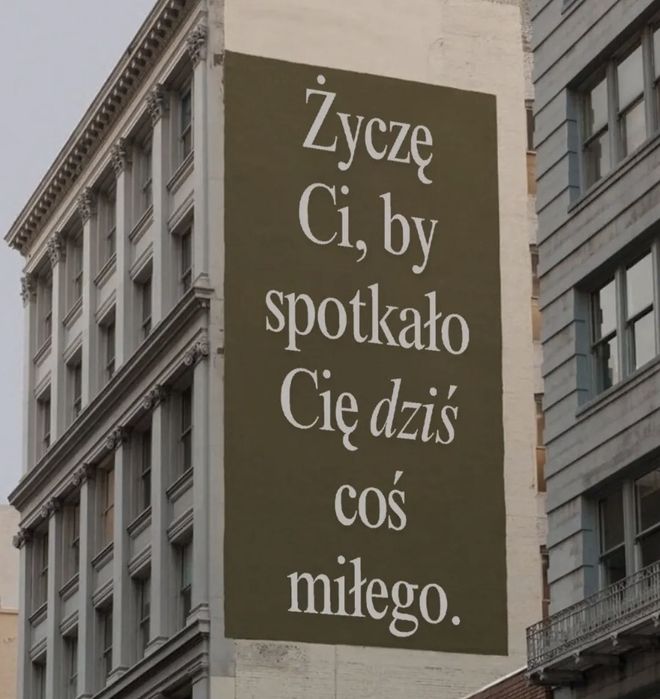 Życzę
Ci, by
spotkało
Cię dziś
coś
miłego.